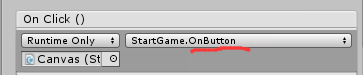 On Click ()
Runtime Only StartGame.OnButton
Canvas (St